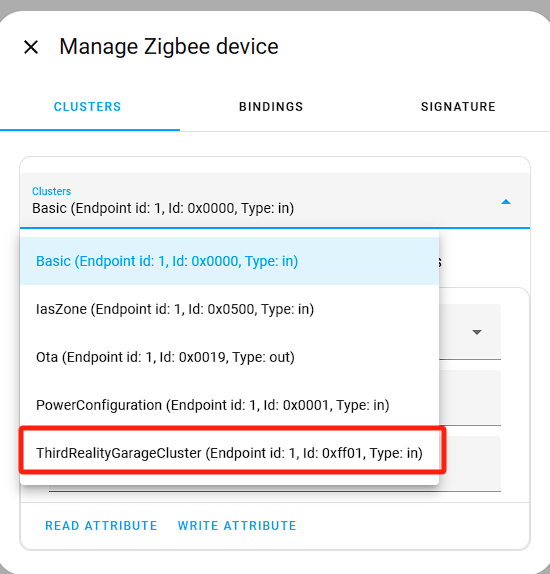 Manage Zigbee device
CLUSTERS
BINDINGS
SIGNATURE
Clusters
Basic (Endpoint id: 1, Id: 0x0000, Type: in)
Basic (Endpoint id: 1, Id: 0x0000, Type: in)
IasZone (Endpoint id: 1, Id: 0x0500, Type: in)
Ota (Endpoint id: 1, Id: 0x0019, Type: out)
PowerConfiguration (Endpoint id: 1, Id: 0x0001, Type: in)
ThirdRealityGarageCluster (Endpoint id: 1, Id: 0xff01, Type: in)
READ ATTRIBUTE
WRITE ATTRIBUTE